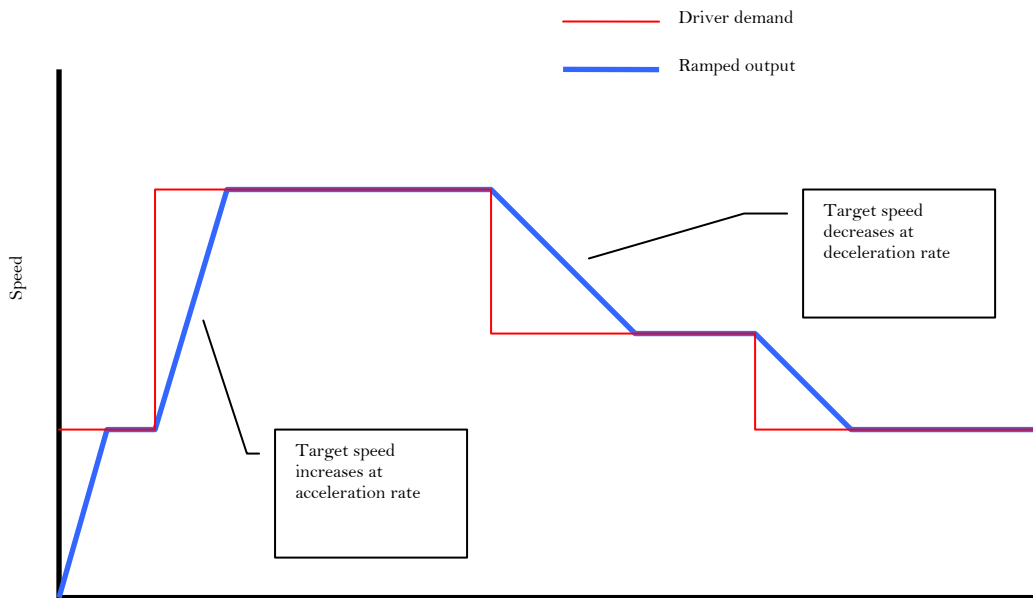 Driver demand
Ramped output
Target speed
decreases at
deceleration rate
Speed
Target speed
increases at
acceleration rate